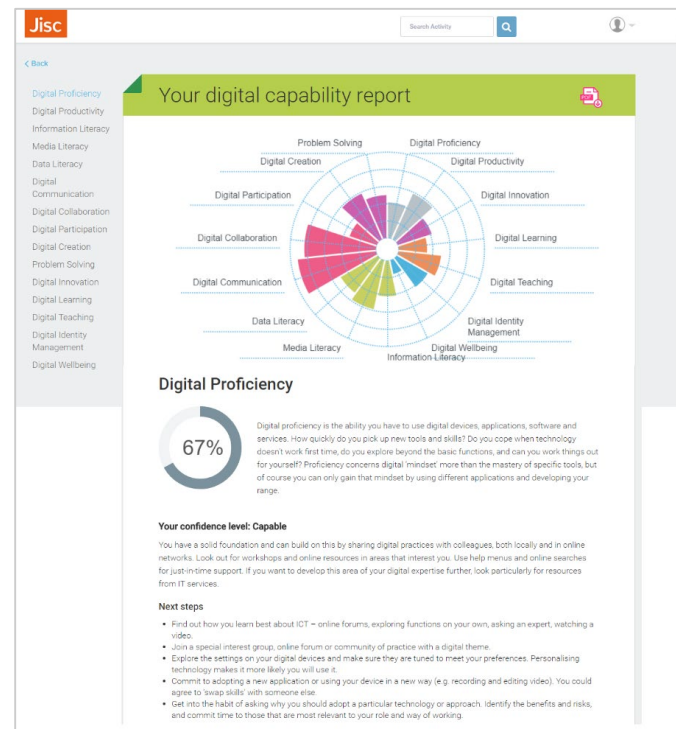 Jisc
Search Activity
< Back
Digital Proficiency
Digital Productivity
Information Literacy
Media Literacy
Data Literacy
Digital
Communication
Digital Collaboration
Digital Participation
Digital Creation
Problem Solving
Digital Innovation
Digital Learning
Digital Teaching
Digital Identity
Management
Digital Wellbeing
Your digital capability report
PDF
Problem Solving
Digital Proficiency
Digital Creation
Digital Productivity
Digital Participation
Digital Innovation
Digital Collaboration
Digital Learning
Digital Communication
Digital Teaching
Data Literacy
Digital Identity
Management
Media Literacy
Digital Wellbeing
Information Literacy
Digital Proficiency
67%
Digital proficiency is the ability you have to use digital devices, applications, software and
services. How quickly do you pick up new tools and skills? Do you cope when technology
doesn't work first time, do you explore beyond the basic functions, and can you work things out
for yourself? Proficiency concerns digital 'mindset' more than the mastery of specific tools, but
of course you can only gain that mindset by using different applications and developing your
range.
Your confidence level: Capable
You have a solid foundation and can build on this by sharing digital practices with colleagues, both locally and in online
networks. Look out for workshops and online resources in areas that interest you. Use help menus and online searches
for just-in-time support. If you want to develop this area of your digital expertise further, look particularly for resources
from IT services.
Next steps
• Find out how you learn best about ICT – online forums, exploring functions on your own, asking an expert, watching a
video.
• Join a special interest group, online forum or community of practice with a digital theme.
• Explore the settings on your digital devices and make sure they are tuned to meet your preferences. Personalising
technology makes it more likely you will use it.
• Commit to adopting a new application or using your device in a new way (e.g. recording and editing video). You could
agree to 'swap skills' with someone else.
• Get into the habit of asking why you should adopt a particular technology or approach. Identify the benefits and risks,
and commit time to those that are most relevant to your role and way of working.